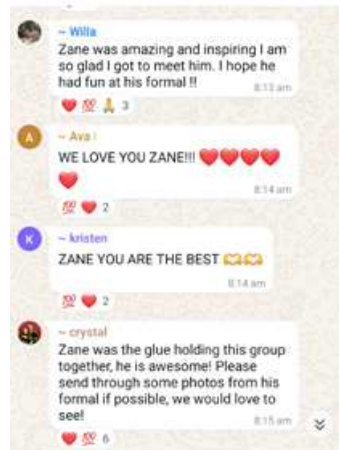 ~ Willa
Zane was amazing and inspiring I am
so glad I got to meet him. I hope he
had fun at his formal !!
8:13 am
3
A
~ Ava
WE LOVE YOU ZANE!!!
8:14 am
2
K
~ kristen
ZANE YOU ARE THE BEST
8:14 am
2
~ crystal
Zane was the glue holding this group
together, he is awesome! Please
send through some photos from his
formal if possible, we would love to
see!
8:15 am
6